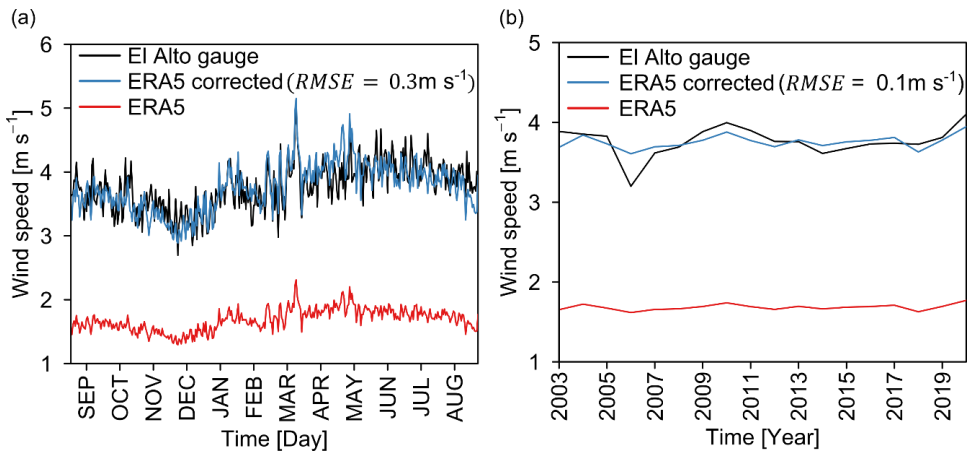 (a)
6
5
4
3
2
1
Wind speed [m s⁻¹]
El Alto gauge
ERA5 corrected (RMSE = 0.3m s⁻¹)
ERA5
SEP
OCT
NOV
DEC
JAN
FEB
MAR
APR
MAY
JUN
JUL
AUG
Time [Day]
(b)
5
4
3
2
1
Wind speed [m s⁻¹]
El Alto gauge
ERA5 corrected (RMSE = 0.1m s⁻¹)
ERA5
2003
2005
2007
2009
2011
2013
2015
2017
2019
Time [Year]